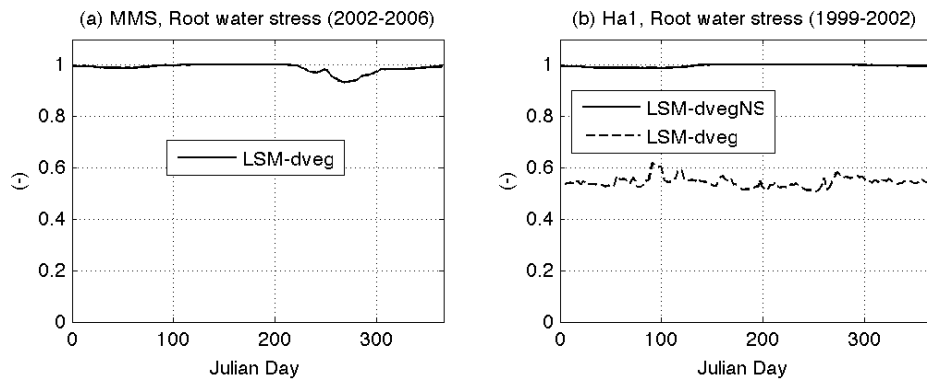 (a) MMS, Root water stress (2002-2006)
1
0.8
0.6
0.4
0.2
0
(-)
LSM-dveg
0 100 200 300
Julian Day
(b) Ha1, Root water stress (1999-2002)
1
0.8
0.6
0.4
0.2
0
(-)
LSM-dvegNS
LSM-dveg
0 100 200 300
Julian Day